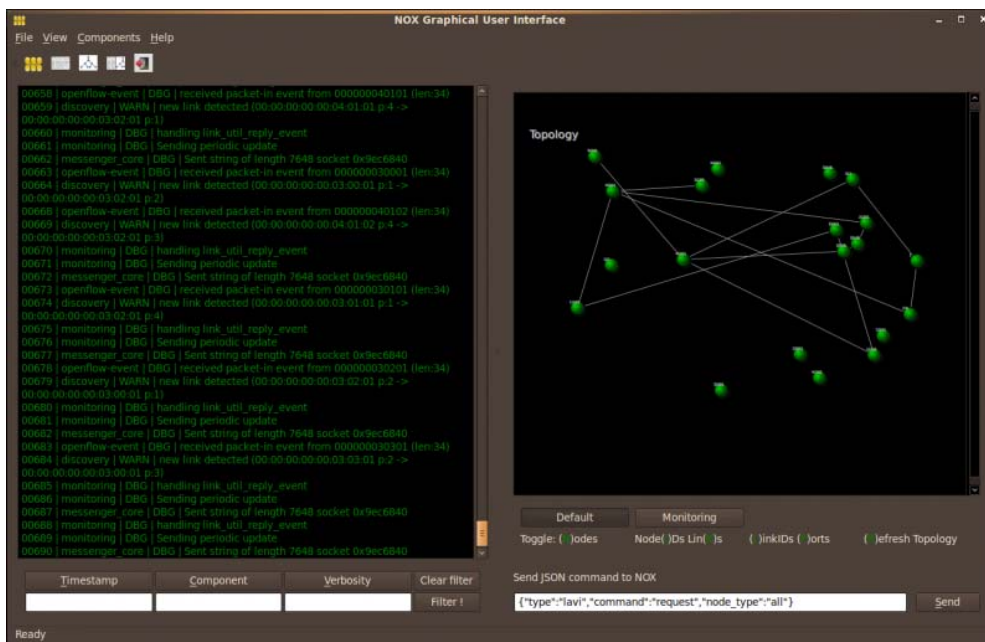 NOX Graphical User Interface
File View Components Help
00658 | openflow-event | DBG | received packet-in event from 000000040101 (len:34)
00659 | discovery | WARN | new link detected (00:00:00:00:00:04:01:01 p:4 ->
00:00:00:00:00:03:02:01 p:1)
00660 | monitoring | DBG | handling link_util_reply_event
00661 | monitoring | DBG | Sending periodic update
00662 | messenger_core | DBG | Sent string of length 7648 socket 0x9ec6840
00663 | openflow-event | DBG | received packet-in event from 000000030001 (len:34)
00664 | discovery | WARN | new link detected (00:00:00:00:00:03:00:01 p:1 ->
00:00:00:00:00:03:02:01 p:2)
00668 | openflow-event | DBG | received packet-in event from 000000040102 (len:34)
00669 | discovery | WARN | new link detected (00:00:00:00:00:04:01:02 p:4 ->
00:00:00:00:00:03:02:01 p:3)
00670 | monitoring | DBG | handling link_util_reply_event
00671 | monitoring | DBG | Sending periodic update
00672 | messenger_core | DBG | Sent string of length 7648 socket 0x9ec6840
00673 | openflow-event | DBG | received packet-in event from 000000030101 (len:34)
00674 | discovery | WARN | new link detected (00:00:00:00:00:03:01:01 p:1 ->
00:00:00:00:00:03:02:01 p:4)
00675 | monitoring | DBG | handling link_util_reply_event
00676 | monitoring | DBG | Sending periodic update
00677 | messenger_core | DBG | Sent string of length 7648 socket 0x9ec6840
00678 | openflow-event | DBG | received packet-in event from 000000030201 (len:34)
00679 | discovery | WARN | new link detected (00:00:00:00:00:03:02:01 p:2 ->
00:00:00:00:00:03:00:01 p:1)
00680 | monitoring | DBG | handling link_util_reply_event
00681 | monitoring | DBG | Sending periodic update
00682 | messenger_core | DBG | Sent string of length 7648 socket 0x9ec6840
00683 | openflow-event | DBG | received packet-in event from 000000030301 (len:34)
00684 | discovery | WARN | new link detected (00:00:00:00:00:03:03:01 p:2 ->
00:00:00:00:00:03:00:01 p:3)
00685 | monitoring | DBG | handling link_util_reply_event
00686 | monitoring | DBG | Sending periodic update
00687 | messenger_core | DBG | Sent string of length 7648 socket 0x9ec6840
00688 | monitoring | DBG | handling link_util_reply_event
00689 | monitoring | DBG | Sending periodic update
00690 | messenger_core | DBG | Sent string of length 7648 socket 0x9ec6840
Timestamp Component Verbosity Clear filter
Filter !
Topology
Default Monitoring
Toggle: ( )odes Node( )Ds Lin( )s ( )inkIDs ( )orts ( )efresh Topology
Send JSON command to NOX
{"type":"lavi","command":"request","node_type":"all"} Send
Ready